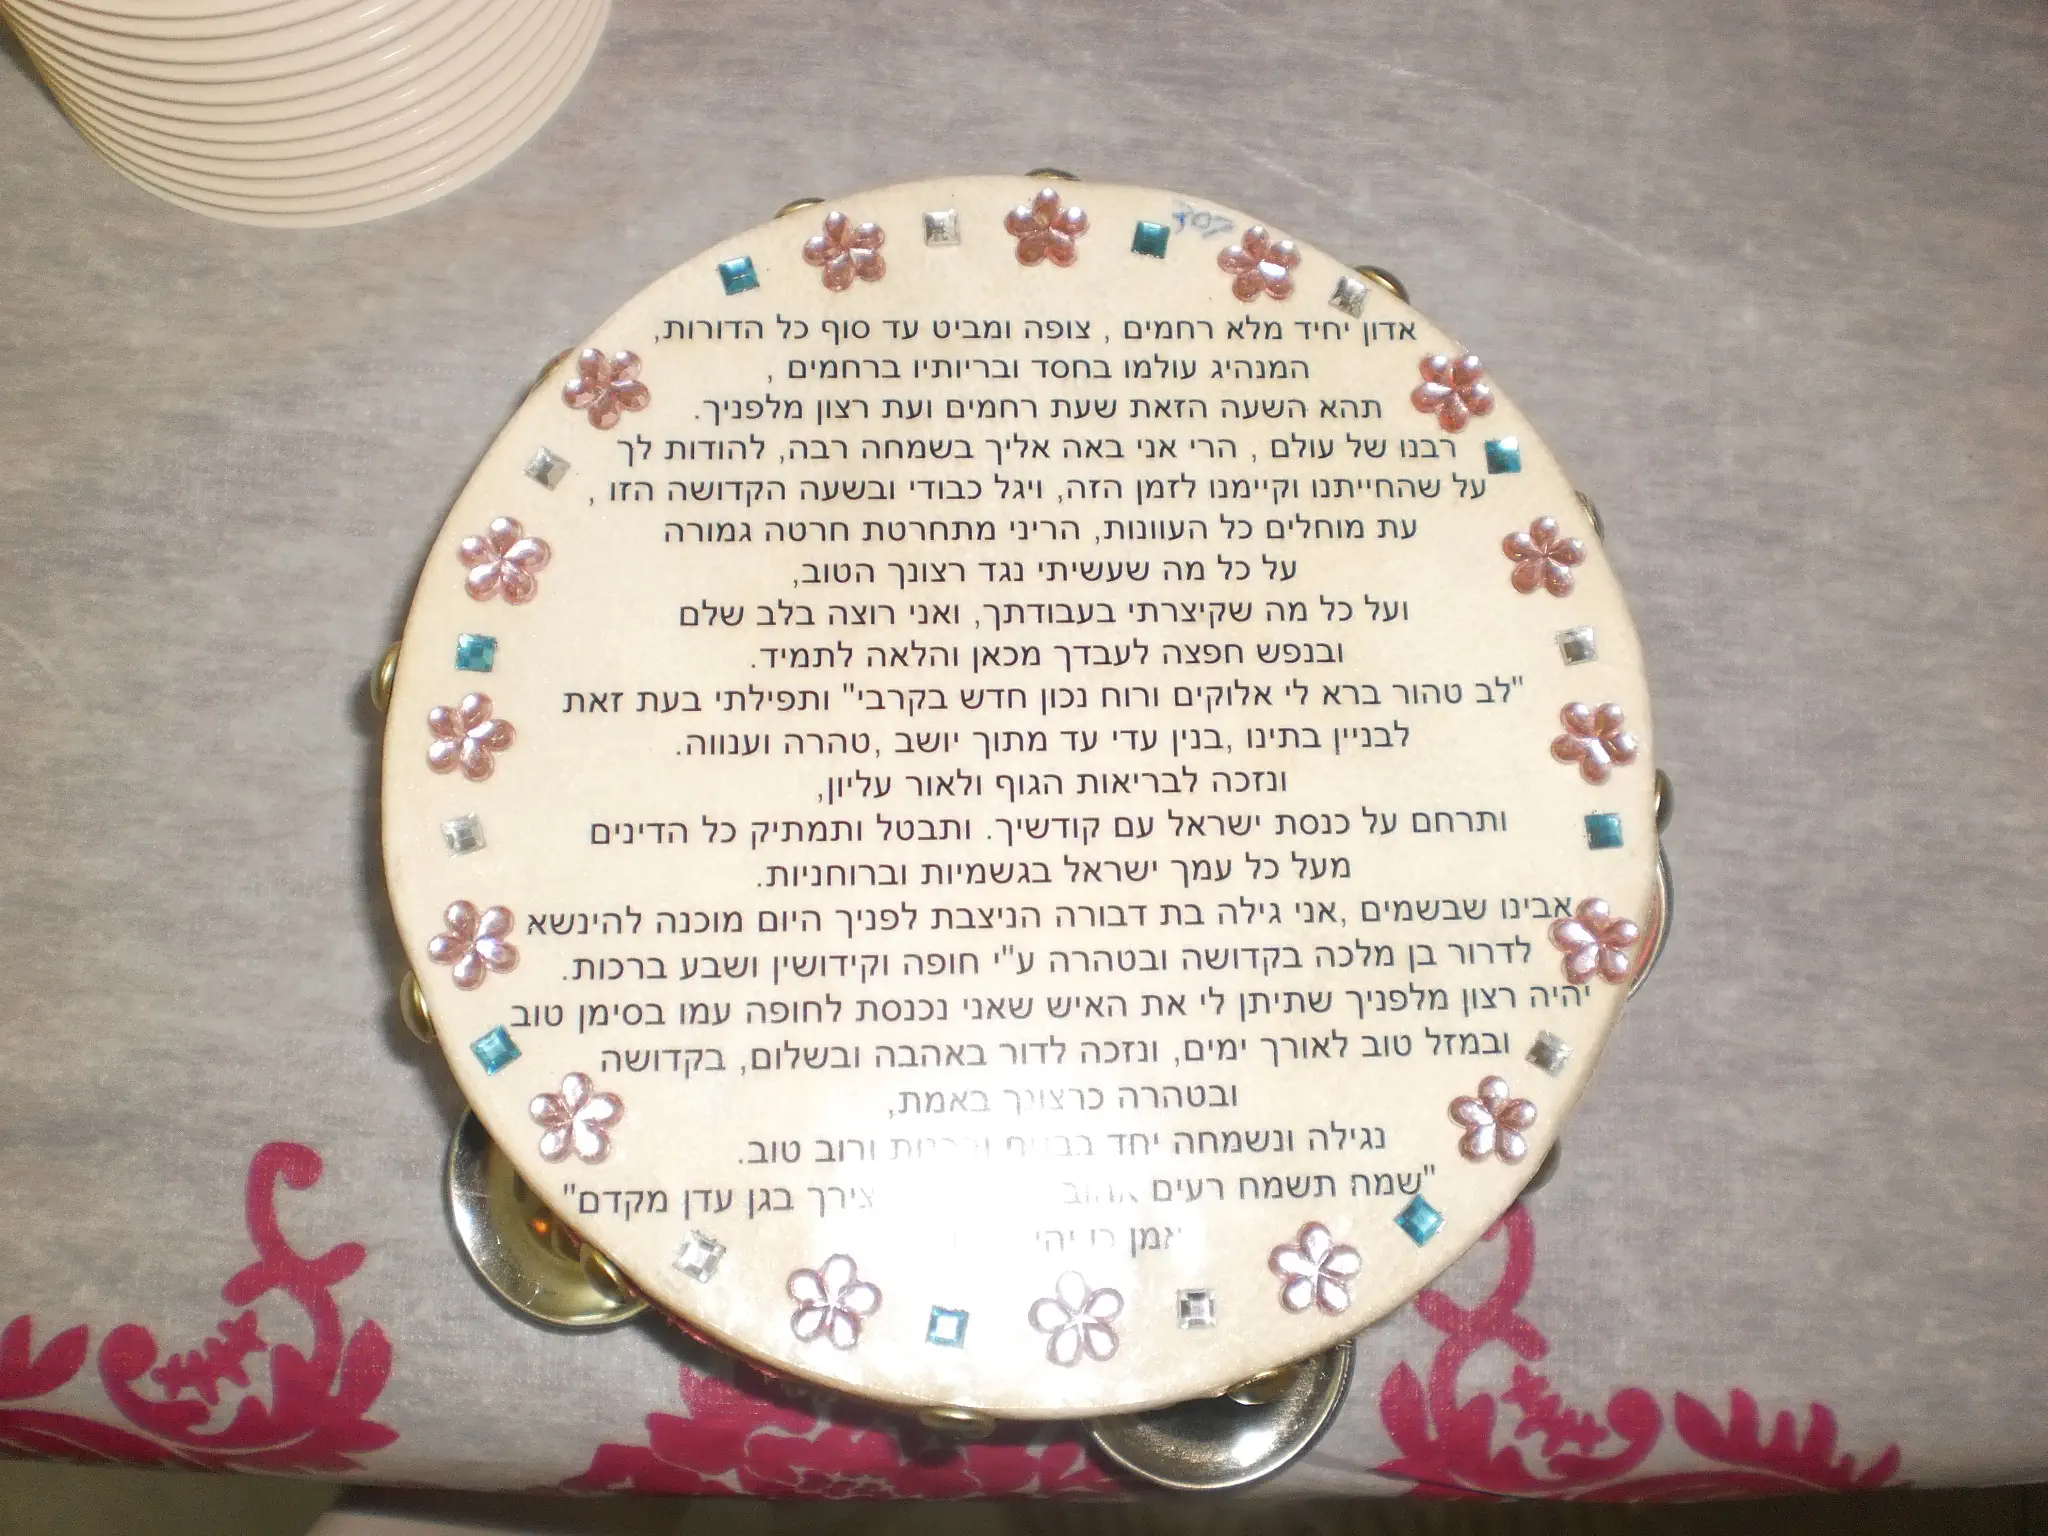 אדון יחיד מלא רחמים , צופה ומביט עד סוף כל הדורות,
המנהיג עולמו בחסד ובריותיו ברחמים ,
תהא השעה הזאת שעת רחמים ועת רצון מלפניך.
רבנו של עולם , הרי אני באה אליך בשמחה רבה, להודות לך
על שהחייתנו וקיימנו לזמן הזה, ויגל כבודי ובשעה הקדושה הזו ,
עת מוחלים כל העוונות, הריני מתחרטת חרטה גמורה
על כל מה שעשיתי נגד רצונך הטוב,
ועל כל מה שקיצרתי בעבודתך, ואני רוצה בלב שלם
ובנפש חפצה לעבדך מכאן והלאה לתמיד.
"לב טהור ברא לי אלוקים ורוח נכון חדש בקרבי" ותפילתי בעת זאת
לבניין בתינו ,בנין עדי עד מתוך יושב ,טהרה וענווה.
ונזכה לבריאות הגוף ולאור עליון,
ותרחם על כנסת ישראל עם קודשיך. ותבטל ותמתיק כל הדינים
מעל כל עמך ישראל בגשמיות וברוחניות.
אבינו שבשמים ,אני גילה בת דבורה הניצבת לפניך היום מוכנה להינשא
לדרור בן מלכה בקדושה ובטהרה ע"י חופה וקידושין ושבע ברכות.
יהיה רצון מלפניך שתיתן לי את האיש שאני נכנסת לחופה עמו בסימן טוב
ובמזל טוב לאורך ימים, ונזכה לדור באהבה ובשלום, בקדושה
ובטהרה כרצונך באמת,
נגילה ונשמחה יחד ורוב טוב.
"שמח תשמח רעים בגן עדן מקדם"
אמן